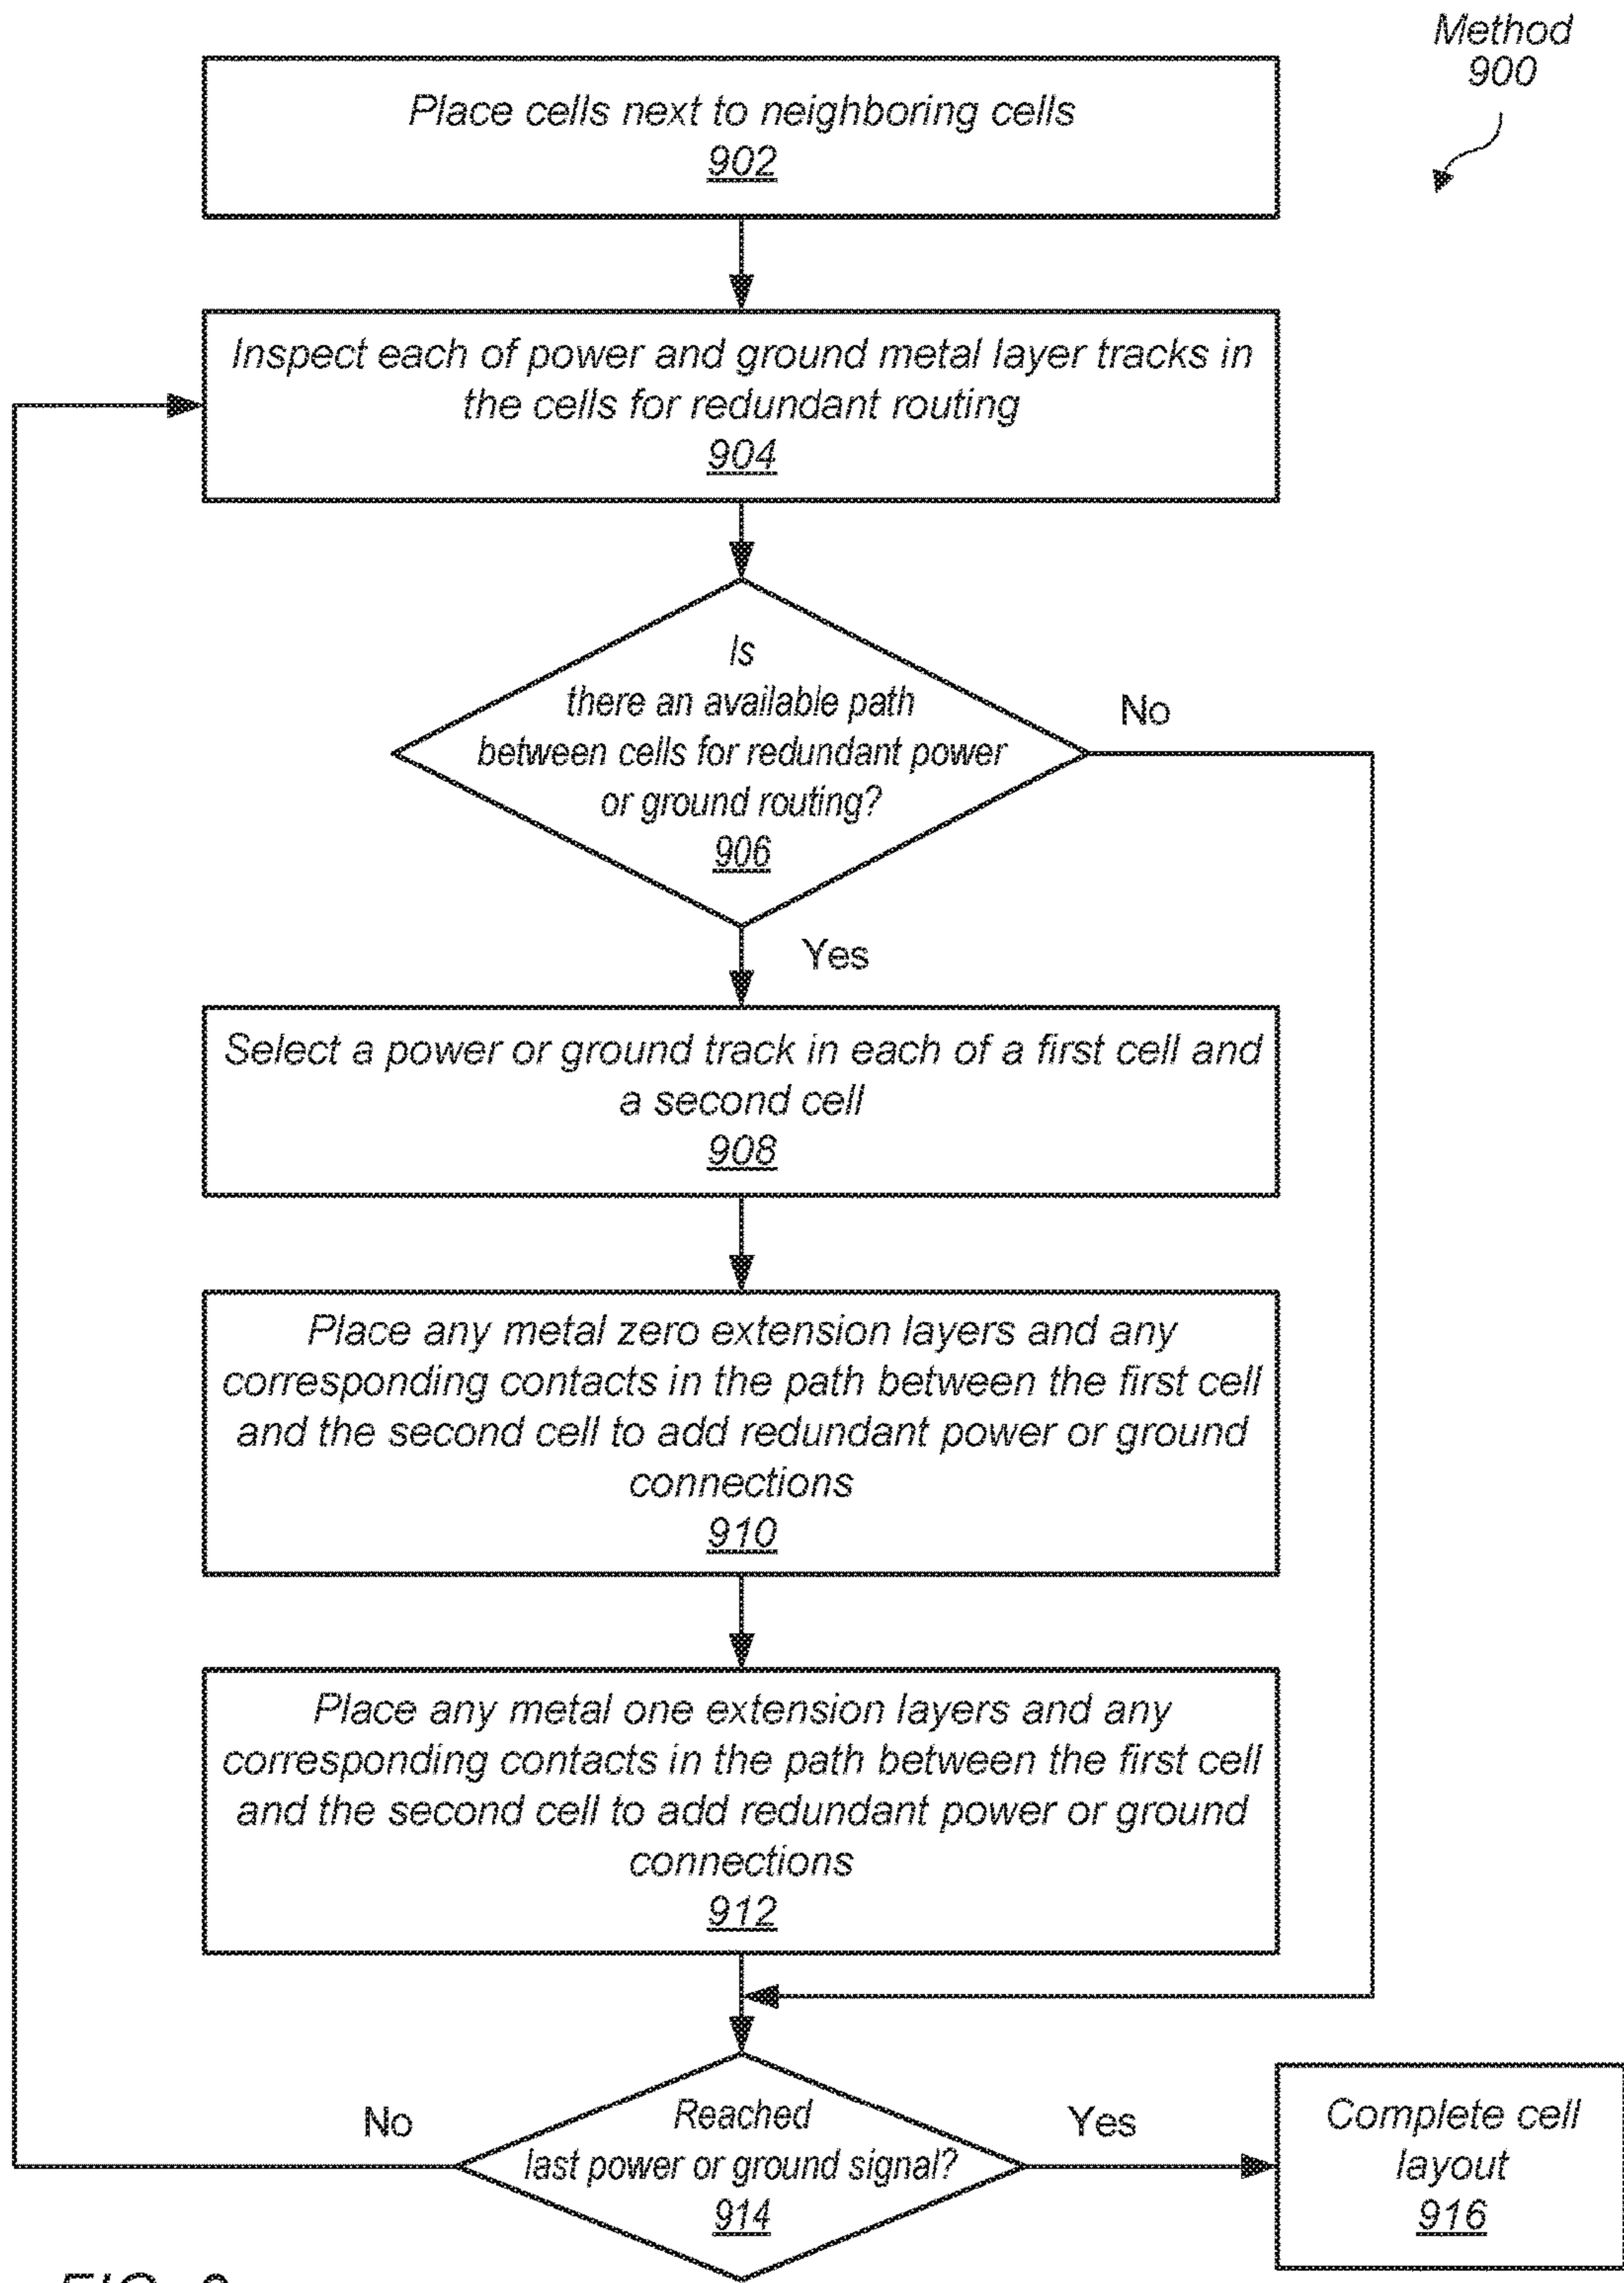 Method
900
Place cells next to neighboring cells
902
Inspect each of power and ground metal layer tracks in
the cells for redundant routing
904
Is
there an available path
between cells for redundant power
or ground routing?
906
No
Yes
Select a power or ground track in each of a first cell and
a second cell
908
Place any metal zero extension layers and any
corresponding contacts in the path between the first cell
and the second cell to add redundant power or ground
connections
910
Place any metal one extension layers and any
corresponding contacts in the path between the first cell
and the second cell to add redundant power or ground
connections
912
No
Reached
last power or ground signal?
914
Yes
Complete cell
layout
916